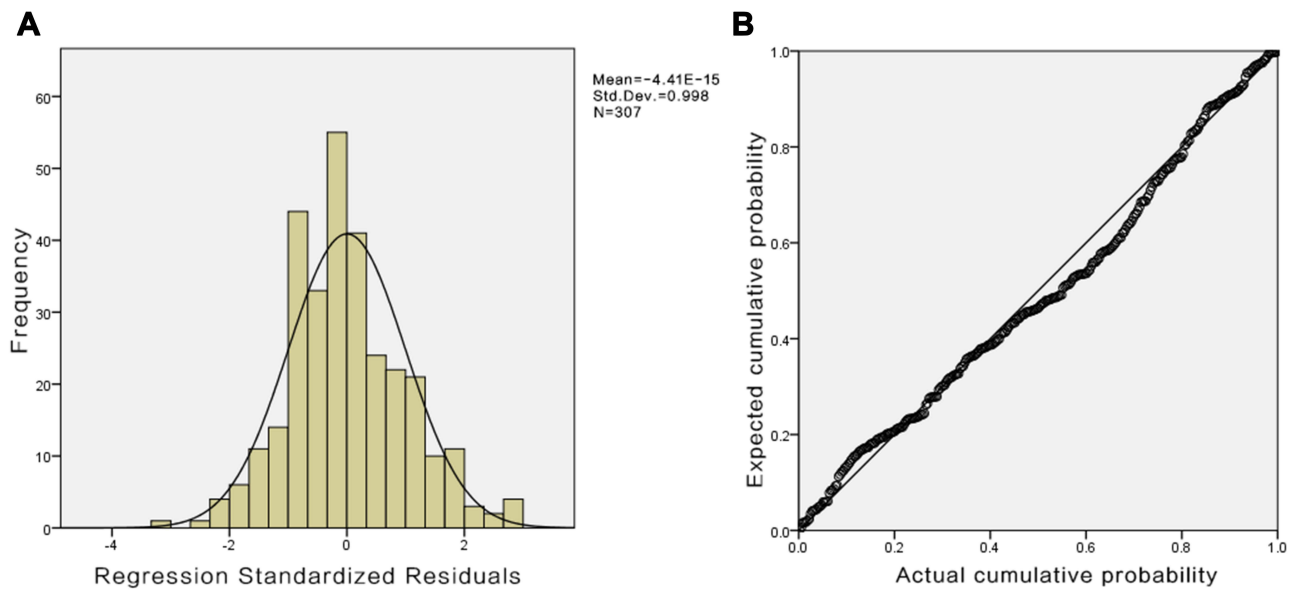 A
Mean=-4.41E-15
Std.Dev.=0.998
N=307
Frequency
60
50
40
30
20
10
0
-4
-2
0
2
Regression Standardized Residuals
B
Expected cumulative probability
1.0
0.8
0.6
0.4
0.2
0.0
0.0
0.2
0.4
0.6
0.8
1.0
Actual cumulative probability